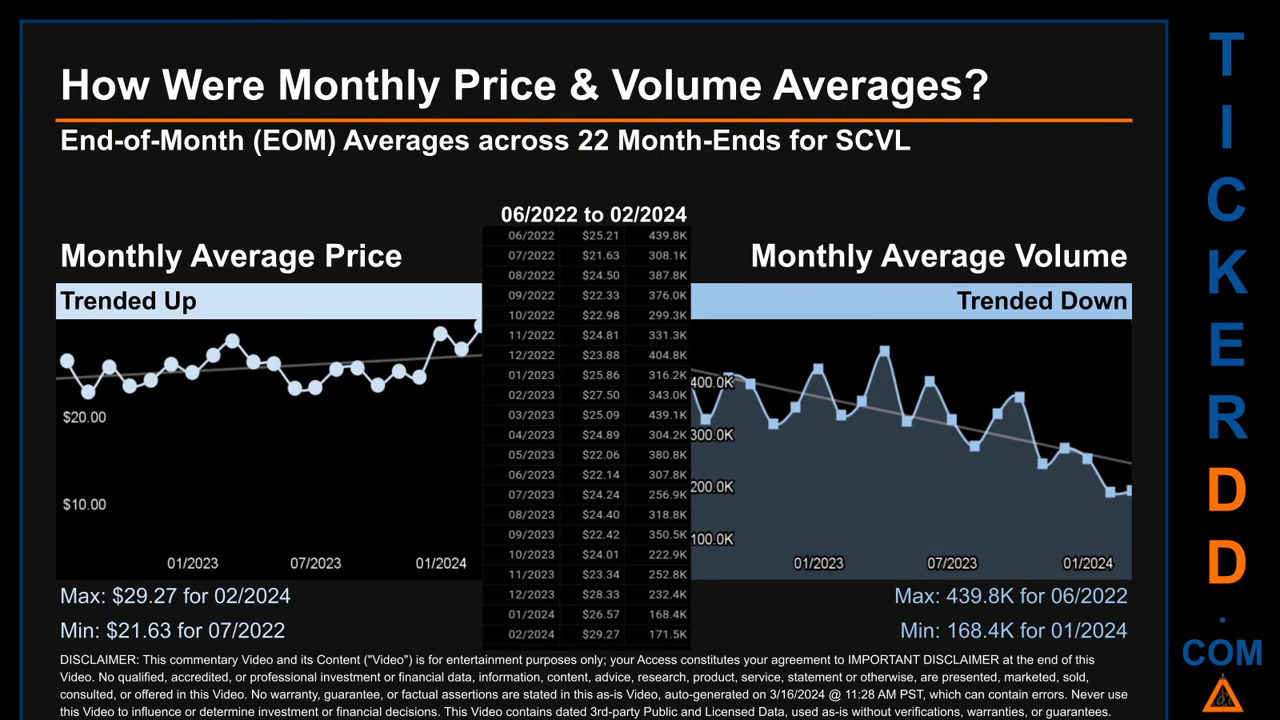 How Were Monthly Price & Volume Averages?
End-of-Month (EOM) Averages across 22 Month-Ends for SCVL
06/2022 to 02/2024
Monthly Average Price
Trended Up
$20.00
$10.00
01/2023 07/2023 01/2024
Max: $29.27 for 02/2024
Min: $21.63 for 07/2022
06/2022 $25.21 439.8K
07/2022 $21.63 308.1K
08/2022 $24.50 387.8K
09/2022 $22.33 376.0K
10/2022 $22.98 299.3K
11/2022 $24.81 331.3K
12/2022 $23.88 404.8K
01/2023 $25.86 316.2K
02/2023 $27.50 343.0K
03/2023 $25.09 439.1K
04/2023 $24.89 304.2K
05/2023 $22.06 380.8K
06/2023 $22.14 307.8K
07/2023 $24.24 256.9K
08/2023 $24.40 318.8K
09/2023 $22.42 350.5K
10/2023 $24.01 222.9K
11/2023 $23.34 252.8K
12/2023 $28.33 232.4K
01/2024 $26.57 168.4K
02/2024 $29.27 171.5K
Monthly Average Volume
Trended Down
400.0K
300.0K
200.0K
100.0K
01/2023 07/2023 01/2024
Max: 439.8K for 06/2022
Min: 168.4K for 01/2024
DISCLAIMER: This commentary Video and its Content ("Video") is for entertainment purposes only; your Access constitutes your agreement to IMPORTANT DISCLAIMER at the end of this
Video. No qualified, accredited, or professional investment or financial data, information, content, advice, research, product, service, statement or otherwise, are presented, marketed, sold,
consulted, or offered in this Video. No warranty, guarantee, or factual assertions are stated in this as-is Video, auto-generated on 3/16/2024 @ 11:28 AM PST, which can contain errors. Never use
this Video to influence or determine investment or financial decisions. This Video contains dated 3rd-party Public and Licensed Data, used as-is without verifications, warranties, or guarantees.
T
I
C
K
E
R
D
D
.
COM